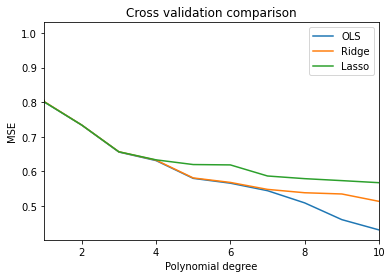 Cross validation comparison
OLS
Ridge
Lasso
MSE
1.0
0.9
0.8
0.7
0.6
0.5
2 4 6 8 10
Polynomial degree